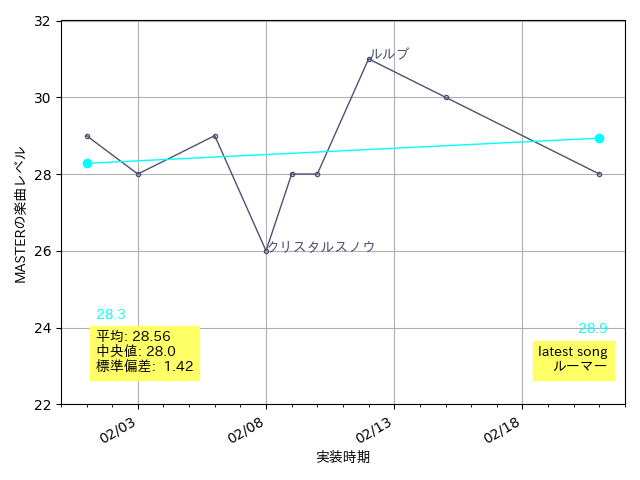 32
30
28
26
24
22
MASTERの楽曲レベル
ルルブ
クリスタルスノウ
28.3
平均: 28.56
中央値: 28.0
標準偏差: 1.42
28.9
latest song
ルーマー
02/03
02/08
02/13
02/18
実装時期